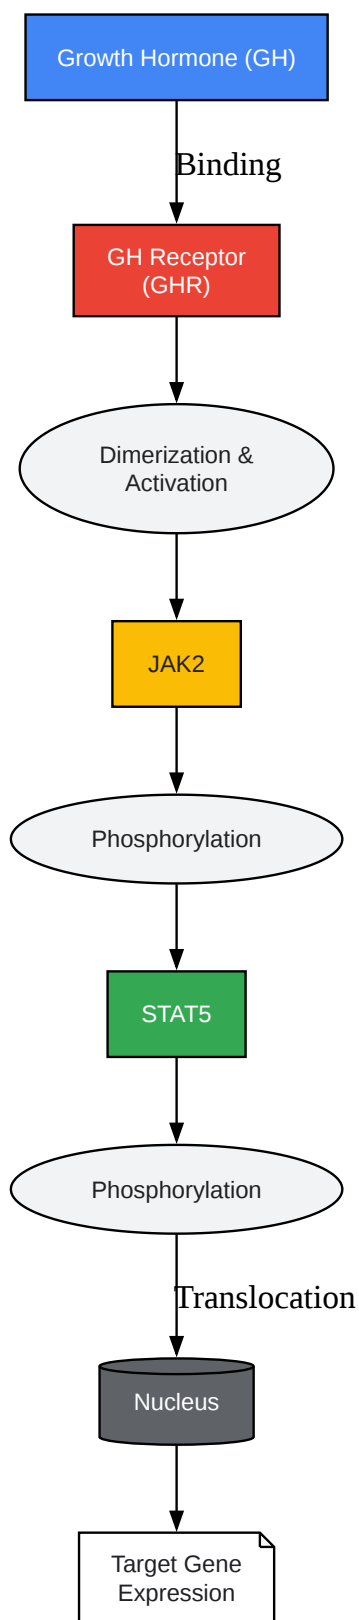 Growth Hormone (GH)
Binding
GH Receptor
(GHR)
Dimerization &
Activation
JAK2
Phosphorylation
STAT5
Phosphorylation
Translocation
Nucleus
Target Gene
Expression